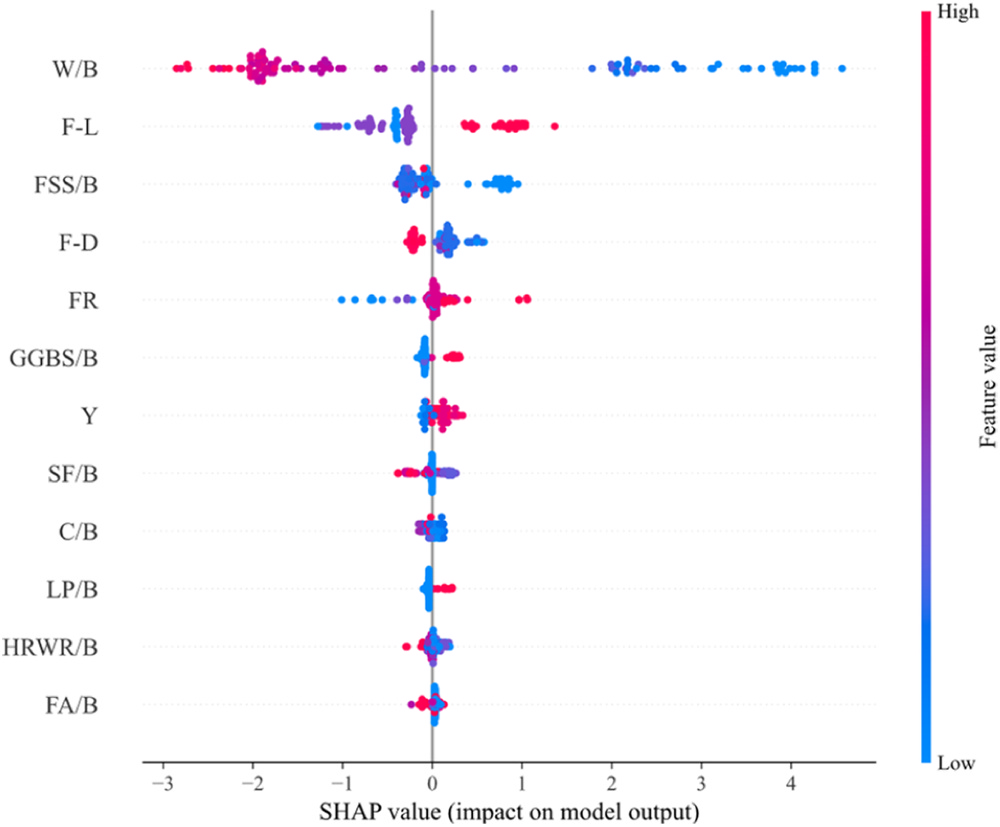 High
W/B
F-L
FSS/B
F-D
FR
GGBS/B
Y
SF/B
C/B
LP/B
HRWR/B
FA/B
Feature value
Low
−3 −2 −1 0 1 2 3 4
SHAP value (impact on model output)